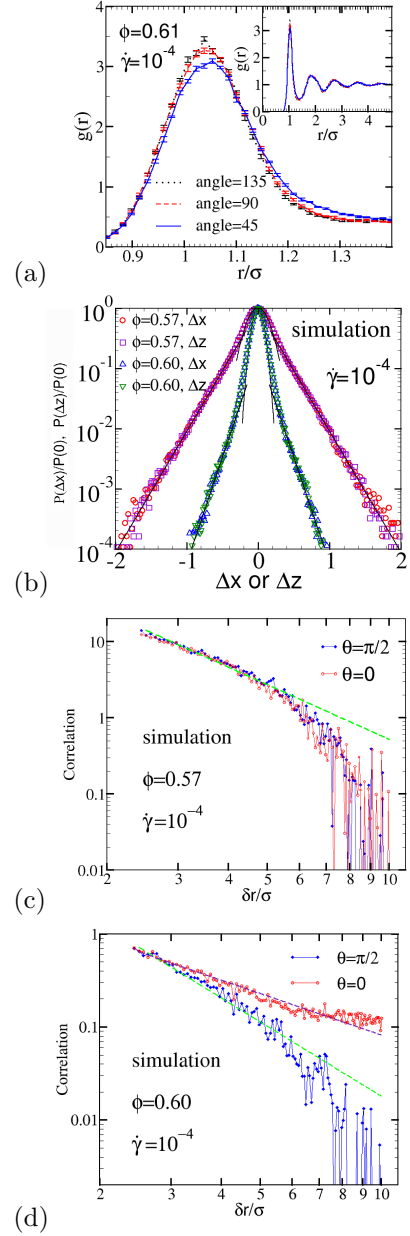 ϕ=0.61
γ̇=10⁻⁴
g(r)
4
3
2
1
0
angle=135
angle=90
angle=45
0.9 1 1.1 1.2 1.3
r/σ
g(r)
3
2
1
0
0 1 2 3 4
r/σ
(a)
P(Δx)/P(0), P(Δz)/P(0)
10⁰
10⁻¹
10⁻²
10⁻³
10⁻⁴
ϕ=0.57, Δx
ϕ=0.57, Δz
ϕ=0.60, Δx
ϕ=0.60, Δz
simulation
γ̇=10⁻⁴
-2 -1 0 1 2
Δx or Δz
(b)
Correlation
10
1
0.1
0.01
θ=π/2
θ=0
simulation
ϕ=0.57
γ̇=10⁻⁴
2 3 4 5 6 7 8 9 10
δr/σ
(c)
Correlation
1
0.1
0.01
θ=π/2
θ=0
simulation
ϕ=0.60
γ̇=10⁻⁴
2 3 4 5 6 7 8 9 10
δr/σ
(d)